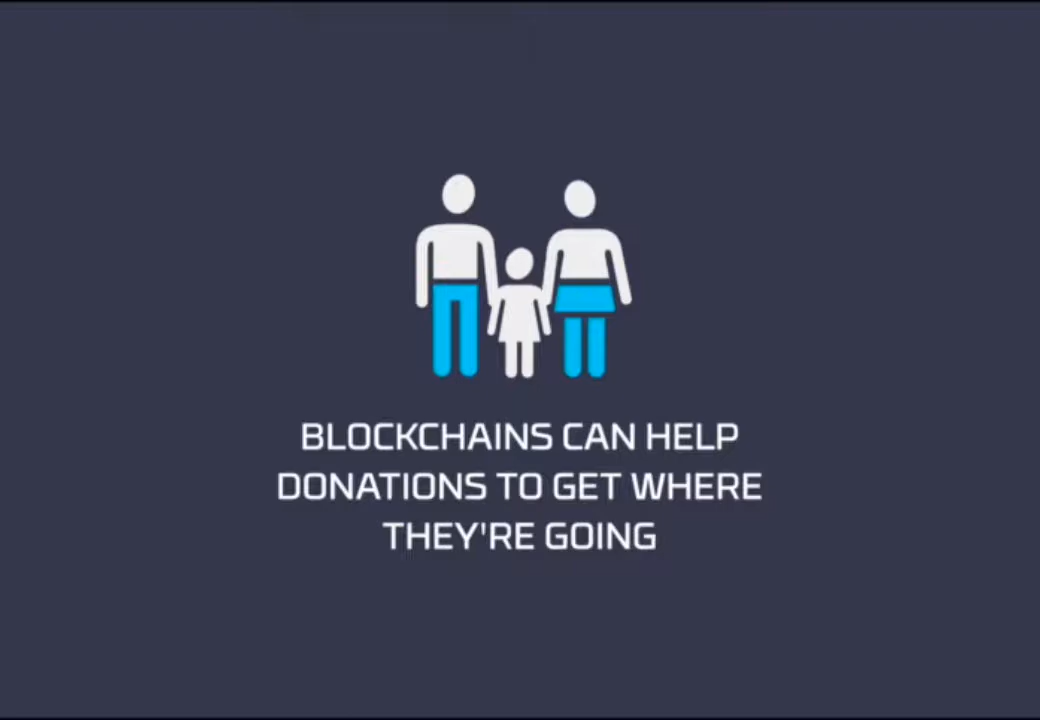 BLOCKCHAINS CAN HELP
DONATIONS TO GET WHERE
THEY'RE GOING